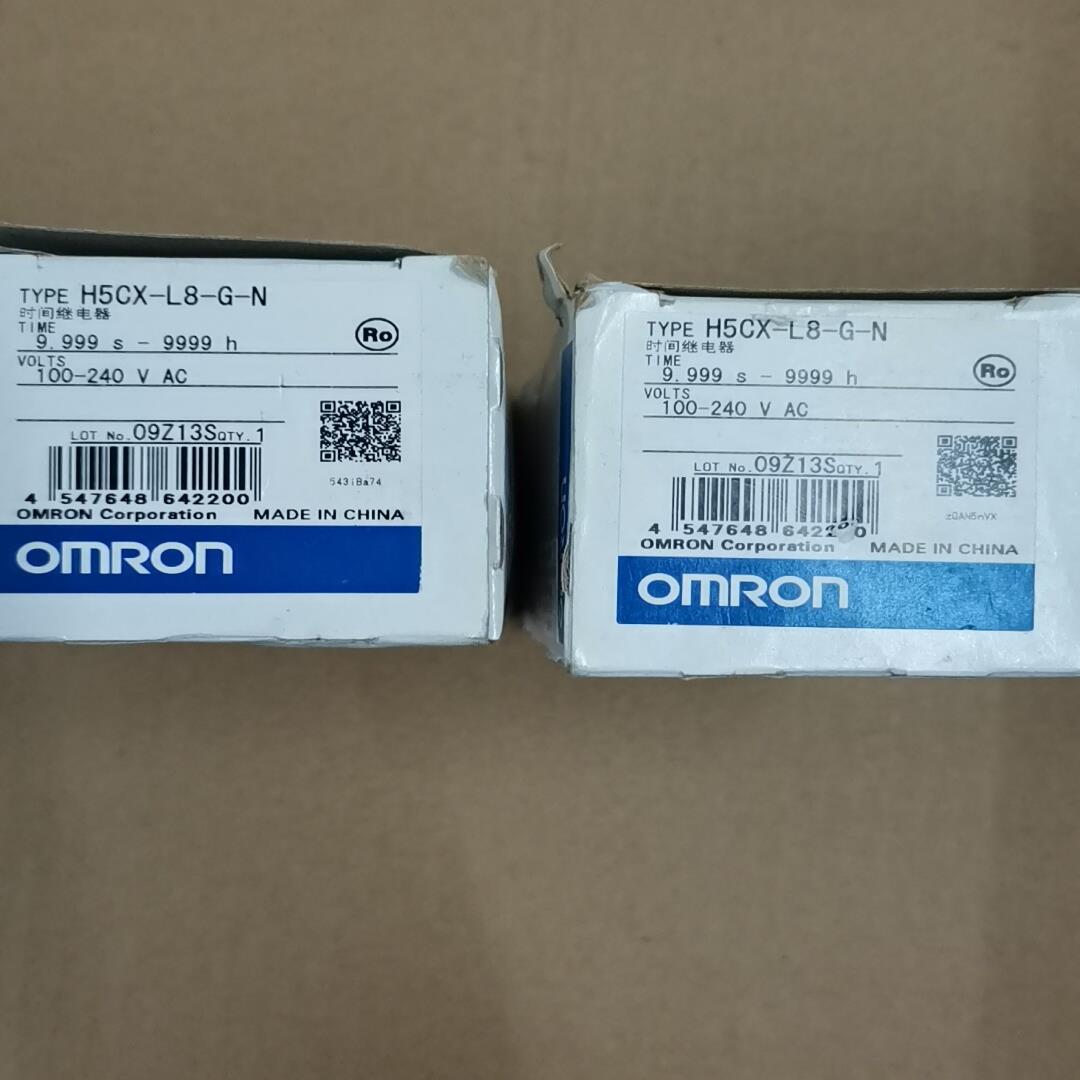 TYPE H5CX-L8-G-N
时间继电器
TIME
9.999 s - 9999 h
Ro
VOLTS
100-240 V AC
LOT No. 09Z13S QTY. 1
4 547648 642200
643iBa74
OMRON Corporation MADE IN CHINA
OMRON
TYPE H5CX-L8-G-N
时间继电器
TIME
9.999 s - 9999 h
Ro
VOLTS
100-240 V AC
LOT No. 09Z13S QTY. 1
4 547648 642200
OMRON Corporation MADE IN CHINA
OMRON